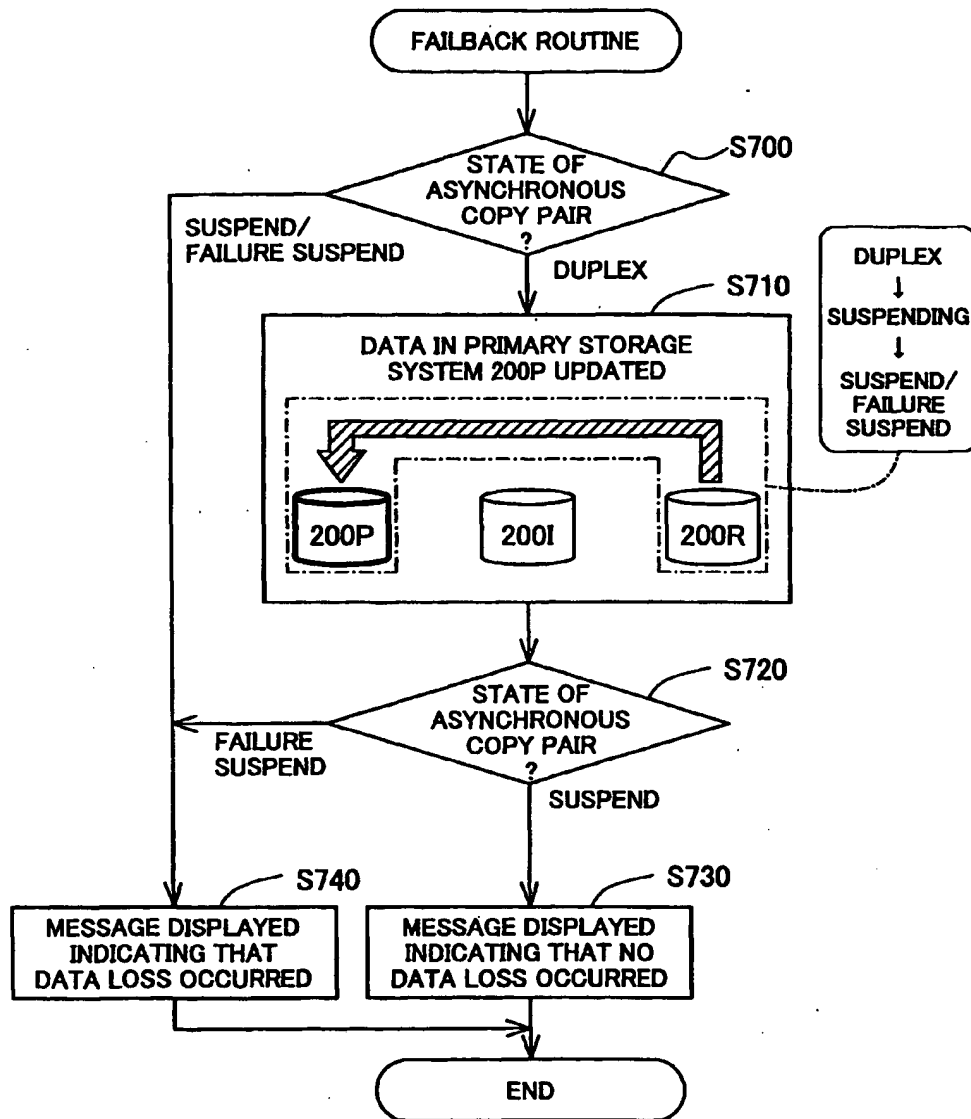 FAILBACK ROUTINE
S700
STATE OF
ASYNCHRONOUS
COPY PAIR
?
SUSPEND/
FAILURE SUSPEND
DUPLEX
S710
DATA IN PRIMARY STORAGE
SYSTEM 200P UPDATED
200P
200I
200R
DUPLEX
↓
SUSPENDING
↓
SUSPEND/
FAILURE
SUSPEND
S720
STATE OF
ASYNCHRONOUS
COPY PAIR
?
FAILURE
SUSPEND
SUSPEND
S740
MESSAGE DISPLAYED
INDICATING THAT
DATA LOSS OCCURRED
S730
MESSAGE DISPLAYED
INDICATING THAT NO
DATA LOSS OCCURRED
END